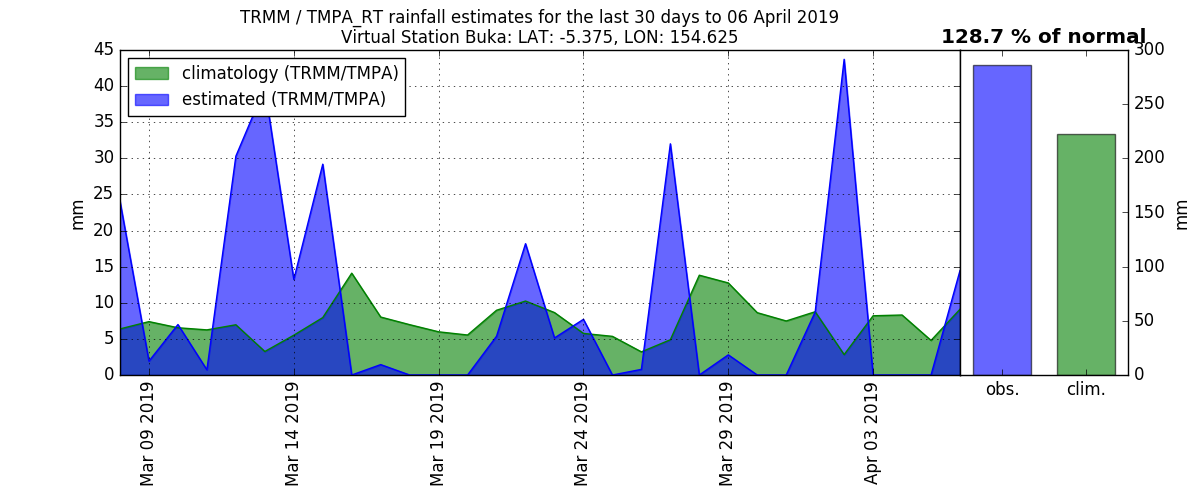 TRMM / TMPA_RT rainfall estimates for the last 30 days to 06 April 2019
Virtual Station Buka: LAT: -5.375, LON: 154.625
128.7 % of normal
climatology (TRMM/TMPA)
estimated (TRMM/TMPA)
mm
45
40
35
30
25
20
15
10
5
0
Mar 09 2019
Mar 14 2019
Mar 19 2019
Mar 24 2019
Mar 29 2019
Apr 03 2019
obs.
clim.
300
250
200
150
100
50
0
mm